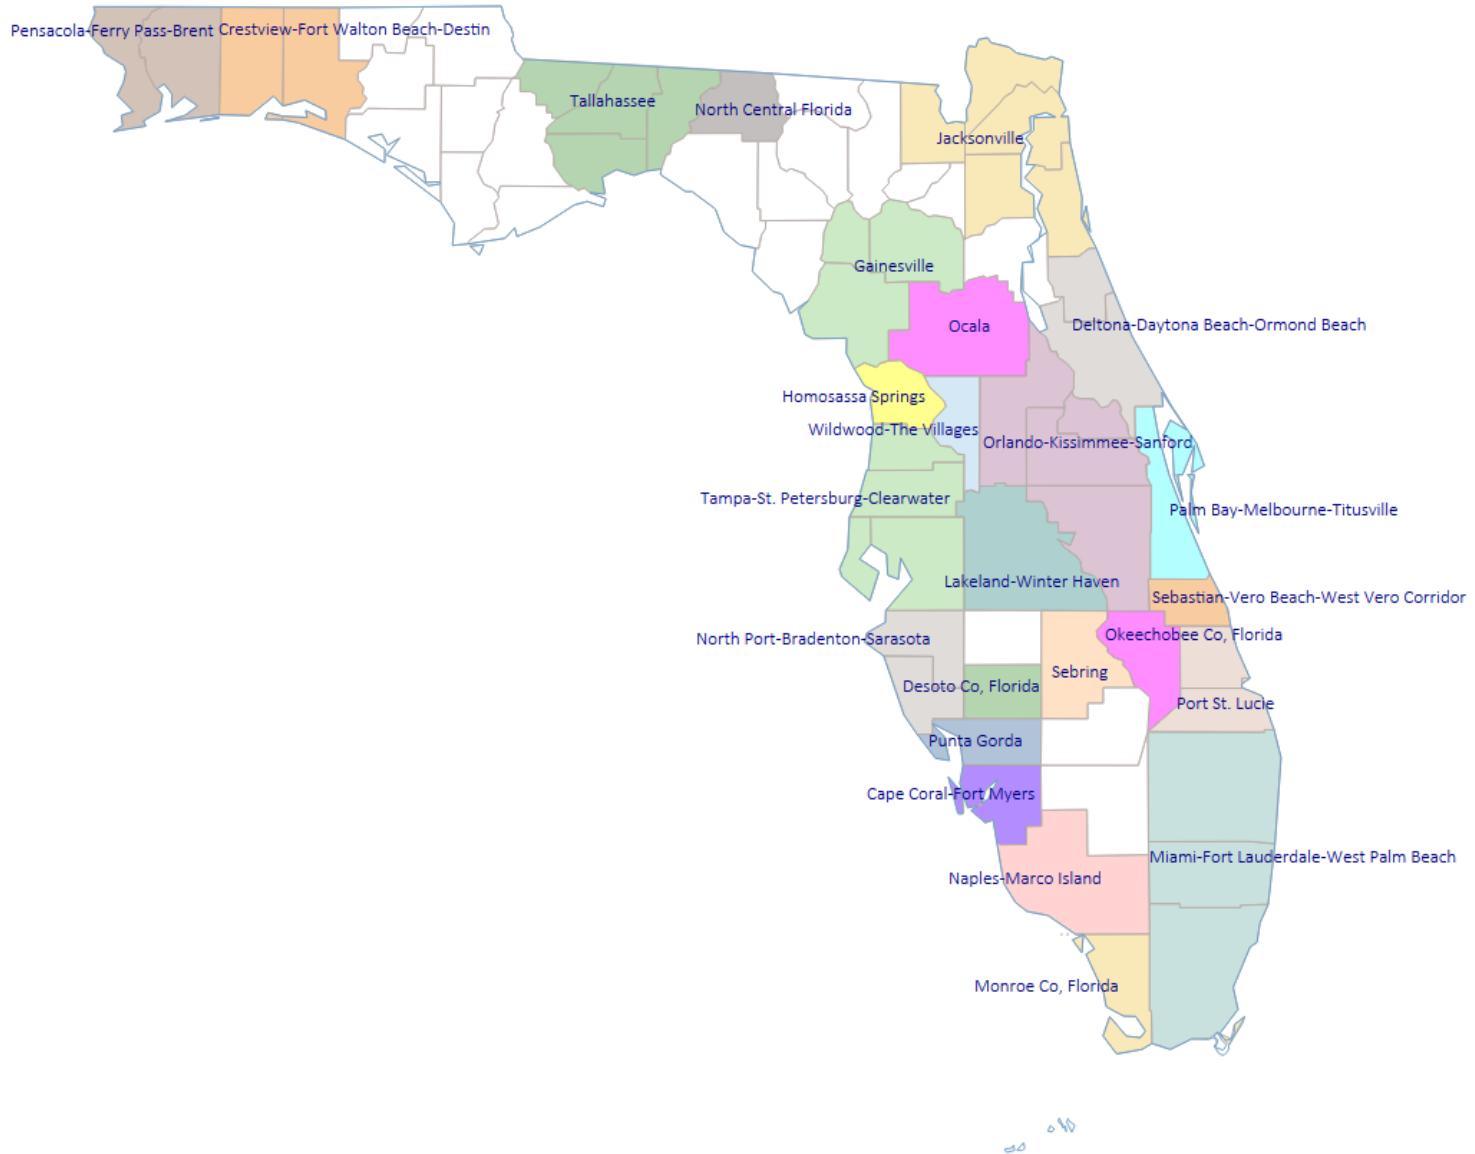 Pensacola-Ferry Pass-Brent
Crestview-Fort Walton Beach-Destin
Tallahassee
North Central Florida
Jacksonville
Gainesville
Ocala
Deltona-Daytona Beach-Ormond Beach
Homosassa Springs
Wildwood-The Villages
Orlando-Kissimmee-Sanford
Tampa-St. Petersburg-Clearwater
Palm Bay-Melbourne-Titusville
Lakeland-Winter Haven
Sebastian-Vero Beach-West Vero Corridor
North Port-Bradenton-Sarasota
Okeechobee Co, Florida
Sebring
Desoto Co, Florida
Port St. Lucie
Punta Gorda
Cape Coral-Fort Myers
Miami-Fort Lauderdale-West Palm Beach
Naples-Marco Island
Monroe Co, Florida